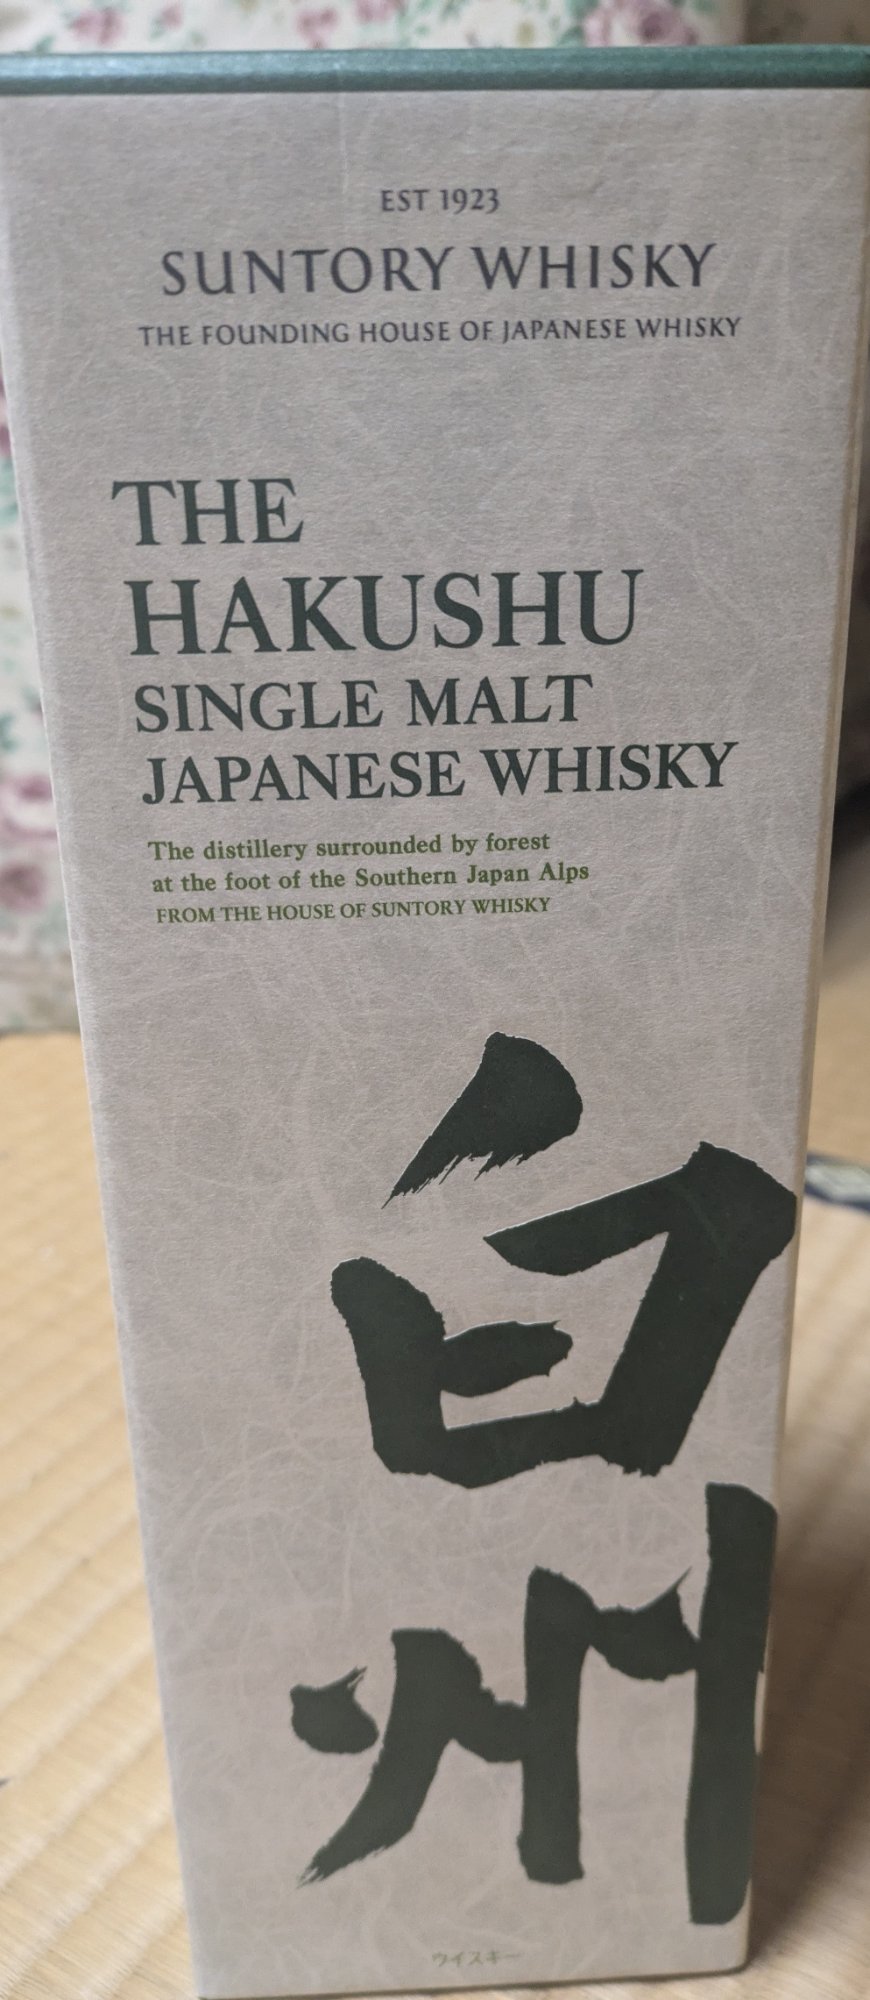 EST 1923
SUNTORY WHISKY
THE FOUNDING HOUSE OF JAPANESE WHISKY
THE
HAKUSHU
SINGLE MALT
JAPANESE WHISKY
The distillery surrounded by forest
at the foot of the Southern Japan Alps
FROM THE HOUSE OF SUNTORY WHISKY
白
州
ウイスキー